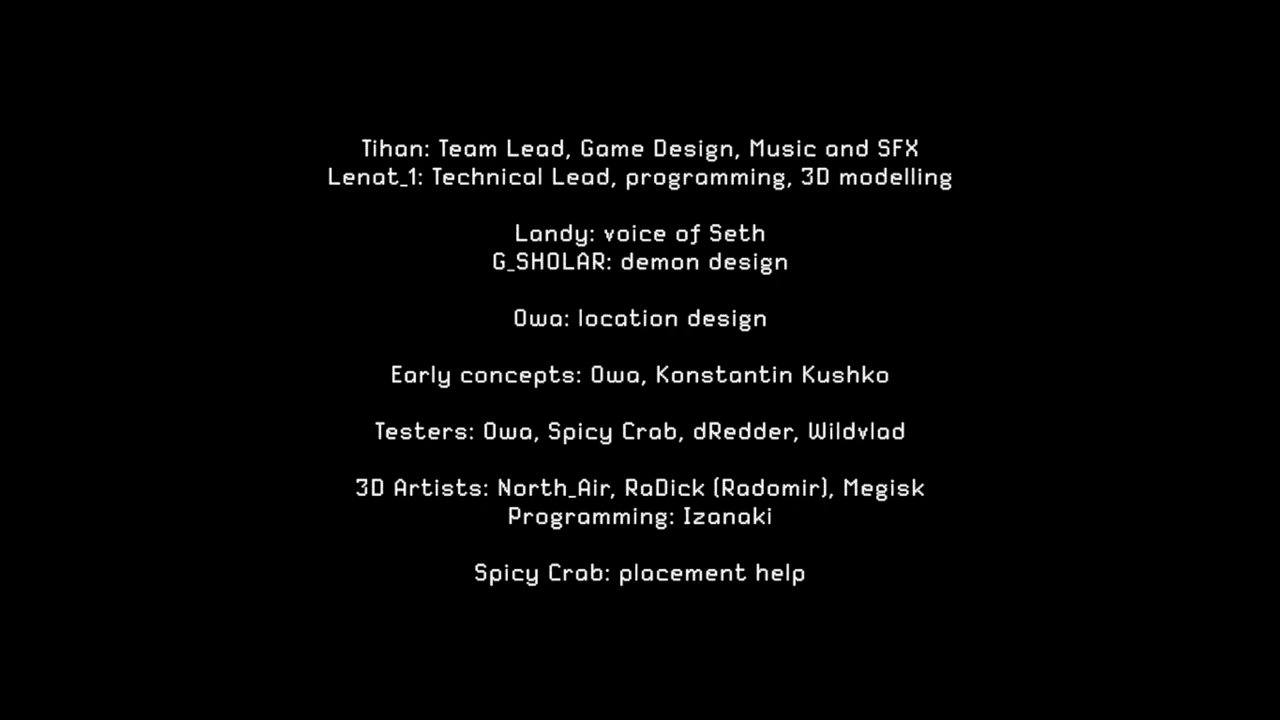 Tihan: Team Lead, Game Design, Music and SFX
Lenat_1: Technical Lead, programming, 3D modelling
Landy: voice of Seth
G_SHOLAR: demon design
Owa: location design
Early concepts: Owa, Konstantin Kushko
Testers: Owa, Spicy Crab, dRedder, Wildvlad
3D Artists: North_Air, RaDick (Radomir), Megisk
Programming: Izanaki
Spicy Crab: placement help